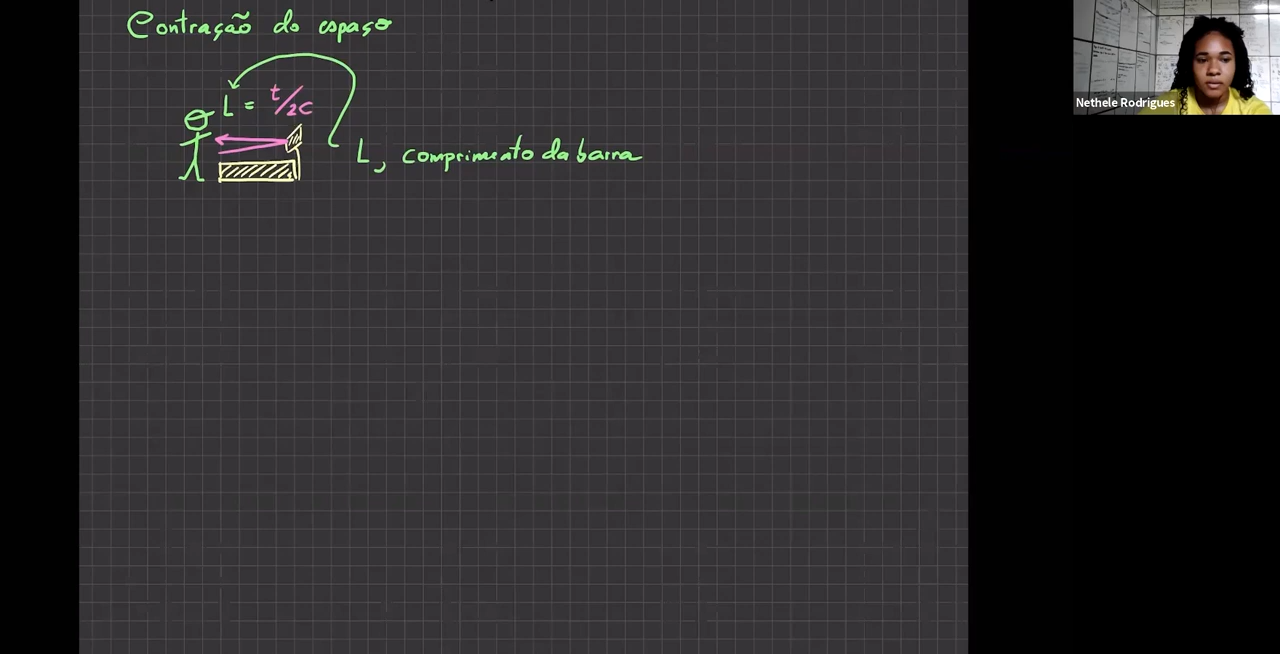 Contração do espaço
L = t/2c
L, comprimento da barra
Nethele Rodrigues